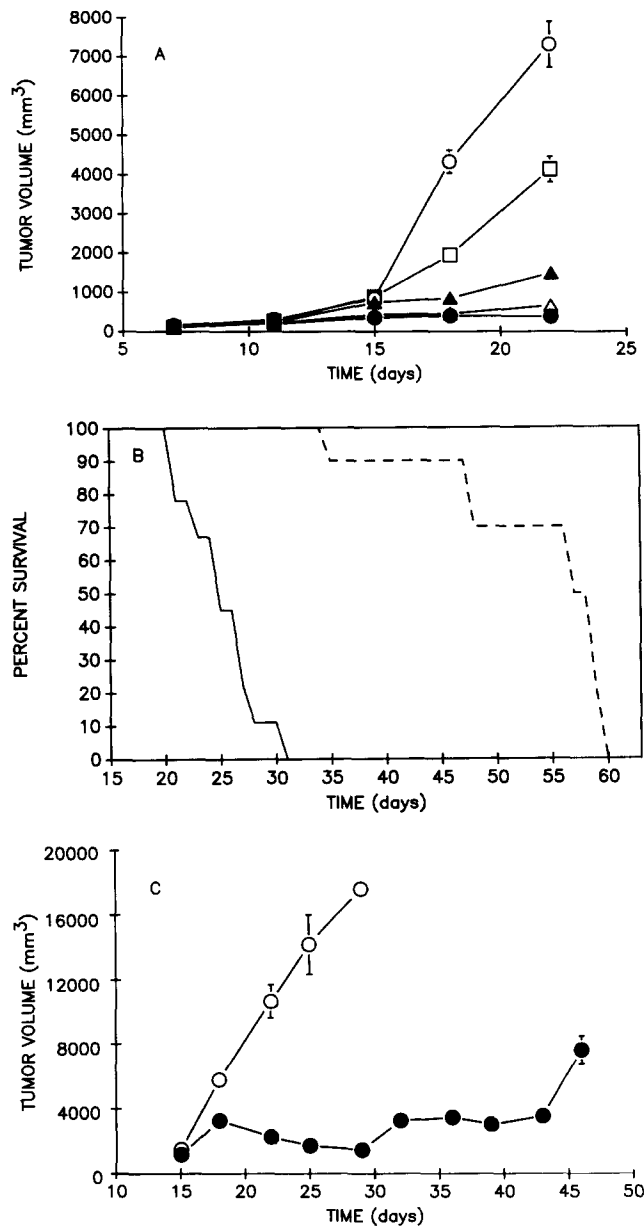 8000
7000
6000
5000
4000
3000
2000
1000
0
TUMOR VOLUME (mm³)
A
5 10 15 20 25
TIME (days)
100
90
80
70
60
50
40
30
20
10
0
PERCENT SURVIVAL
B
15 20 25 30 35 40 45 50 55 60
TIME (days)
20000
16000
12000
8000
4000
0
TUMOR VOLUME (mm³)
C
10 15 20 25 30 35 40 45 50
TIME (days)